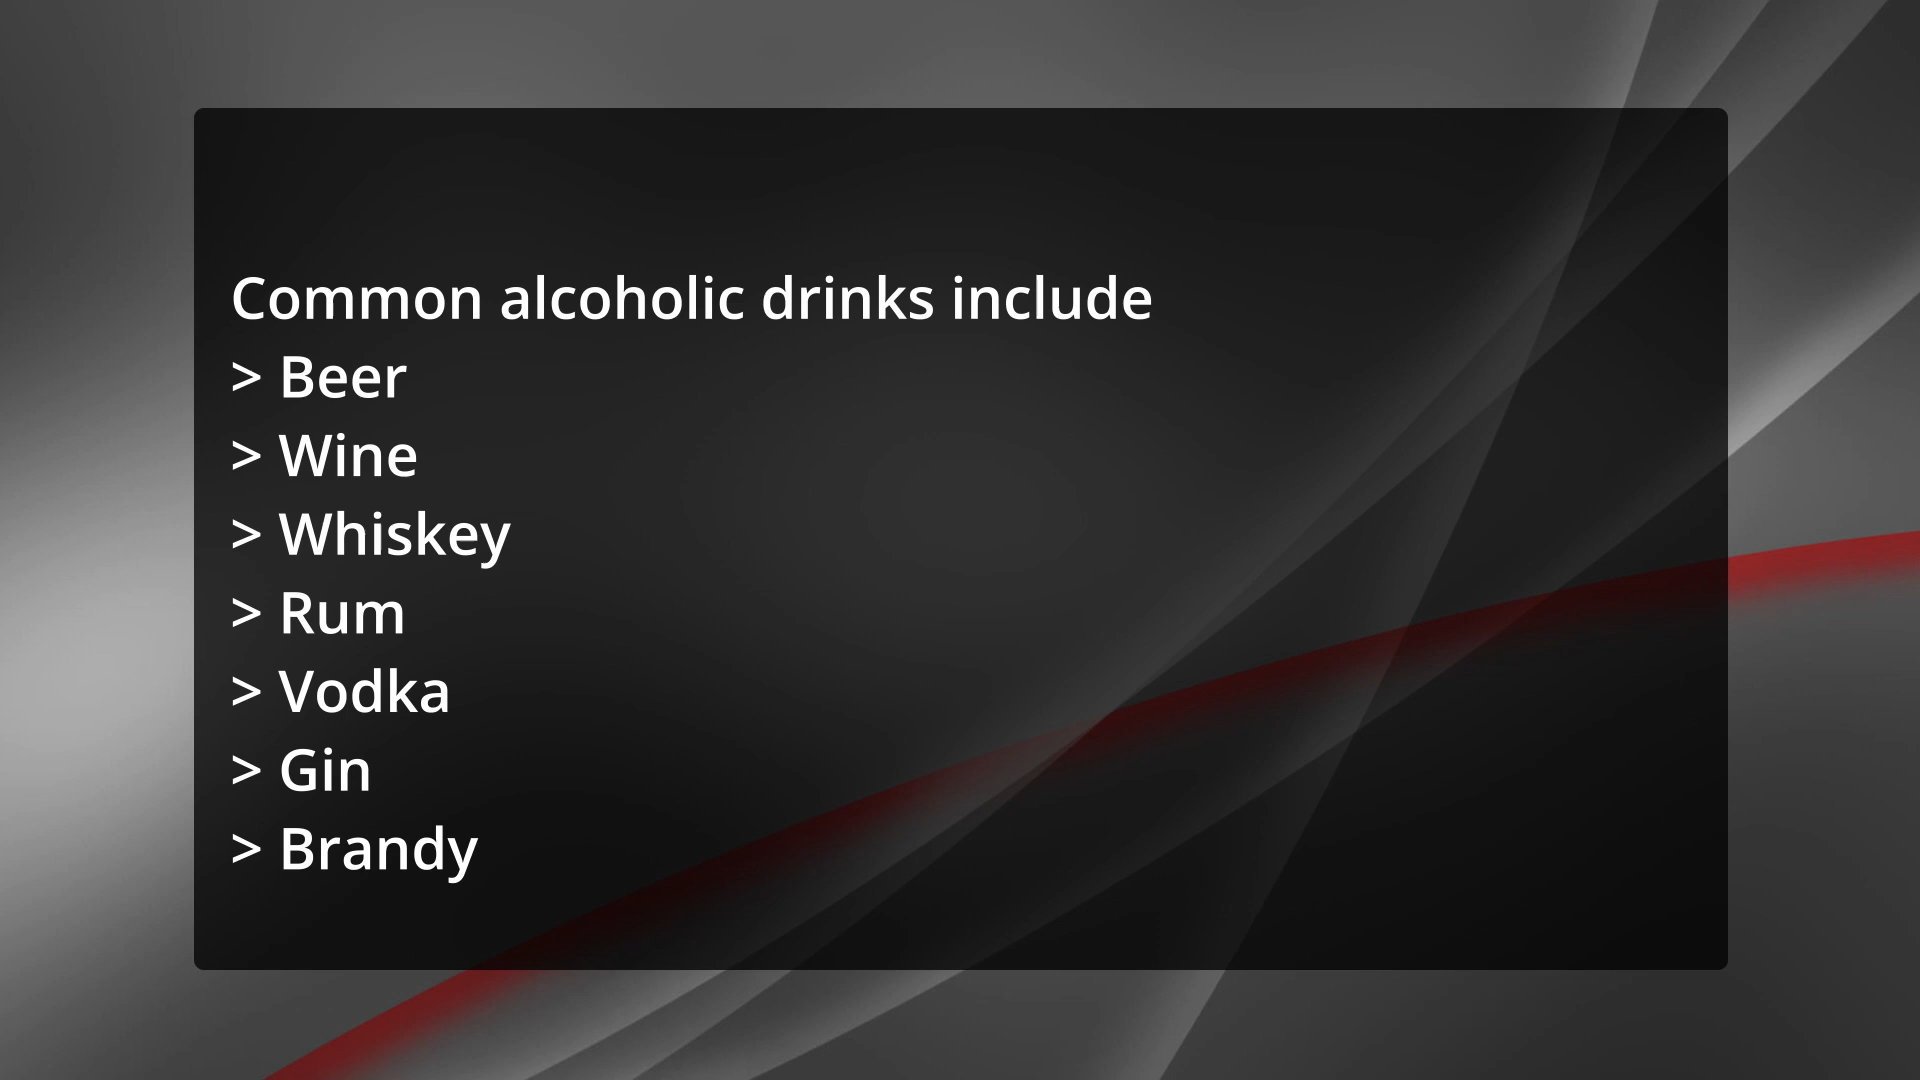 Common alcoholic drinks include
> Beer
> Wine
> Whiskey
> Rum
> Vodka
> Gin
> Brandy